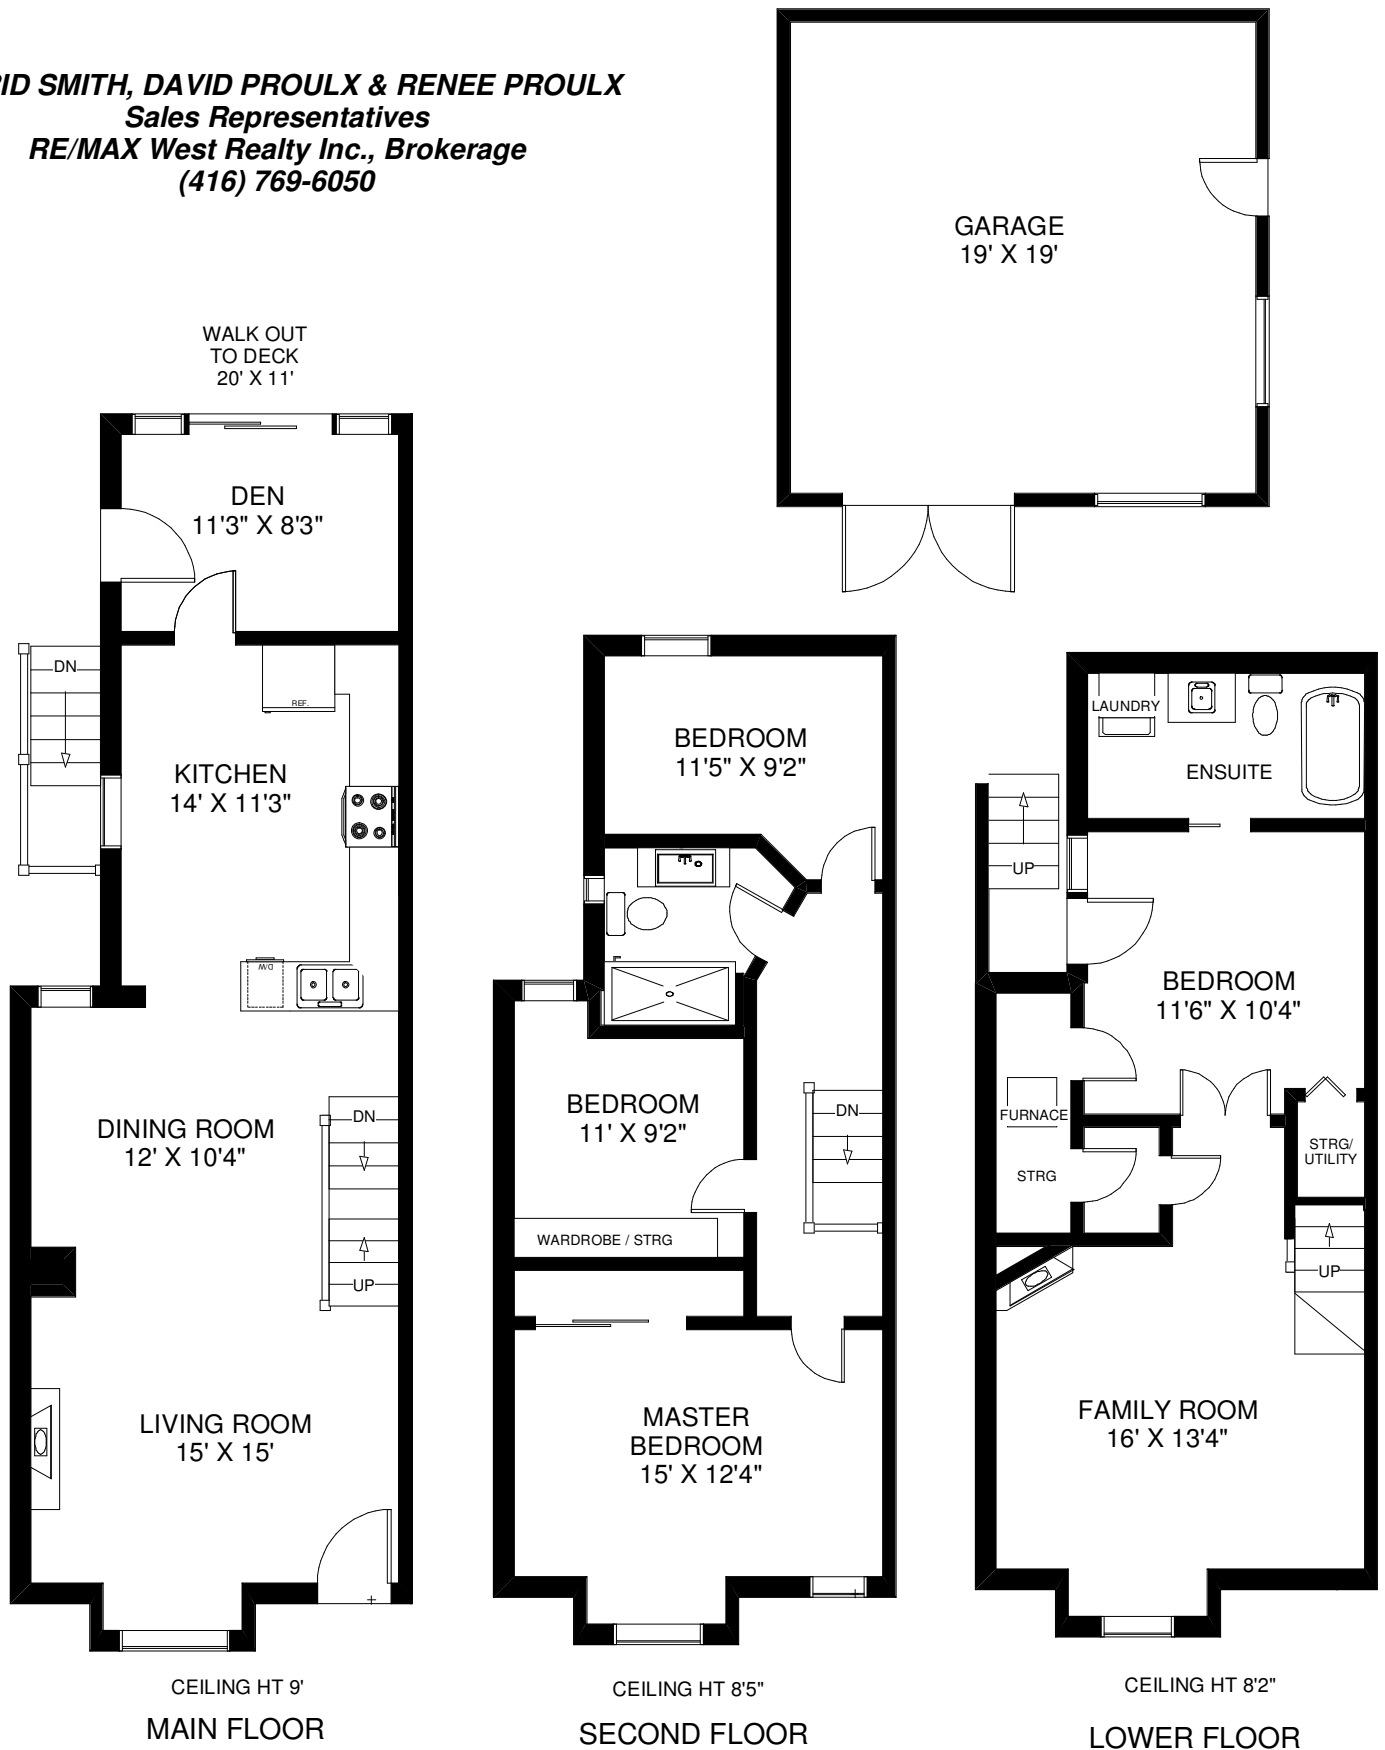 ID SMITH, DAVID PROULX & RENEE PROULX
Sales Representatives
RE/MAX West Realty Inc., Brokerage
(416) 769-6050
GARAGE
19' X 19'
WALK OUT
TO DECK
20' X 11'
DEN
11'3" X 8'3"
DN
REF.
KITCHEN
14' X 11'3"
D/W
DINING ROOM
12' X 10'4"
DN
UP
LIVING ROOM
15' X 15'
CEILING HT 9'
MAIN FLOOR
BEDROOM
11'5" X 9'2"
BEDROOM
11' X 9'2"
DN
WARDROBE / STRG
MASTER
BEDROOM
15' X 12'4"
CEILING HT 8'5"
SECOND FLOOR
LAUNDRY
ENSUITE
UP
BEDROOM
11'6" X 10'4"
FURNACE
STRG
STRG/
UTILITY
UP
FAMILY ROOM
16' X 13'4"
CEILING HT 8'2"
LOWER FLOOR